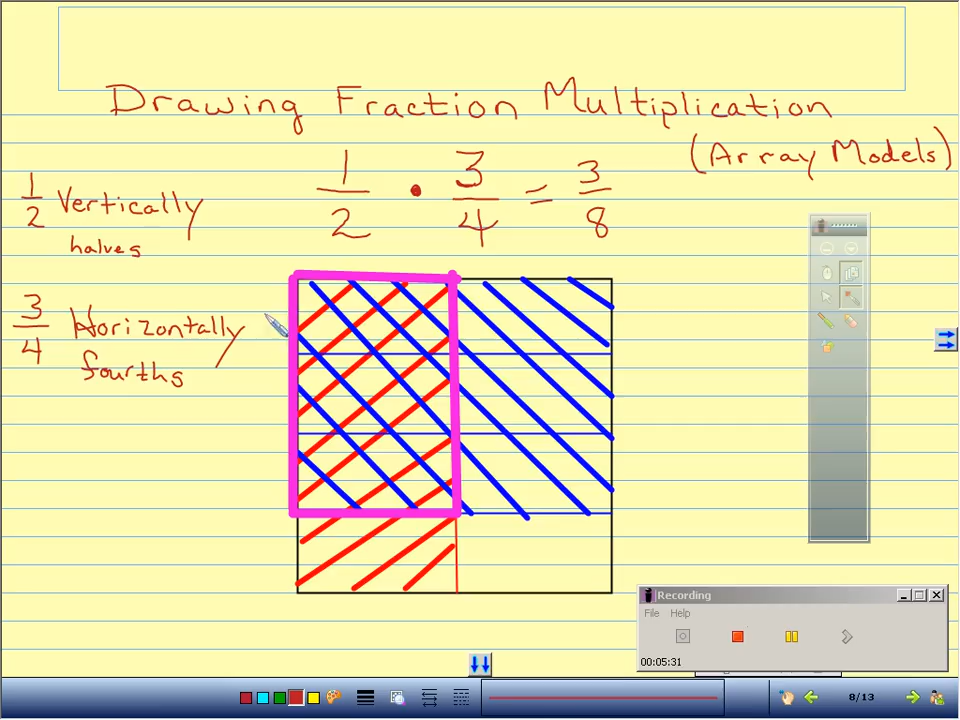 Drawing Fraction Multiplication
(Array Models)
1/2 · 3/4 = 3/8
1/2 Vertically
halves
3/4 Horizontally
fourths
Recording
File Help
00:05:31
8/13